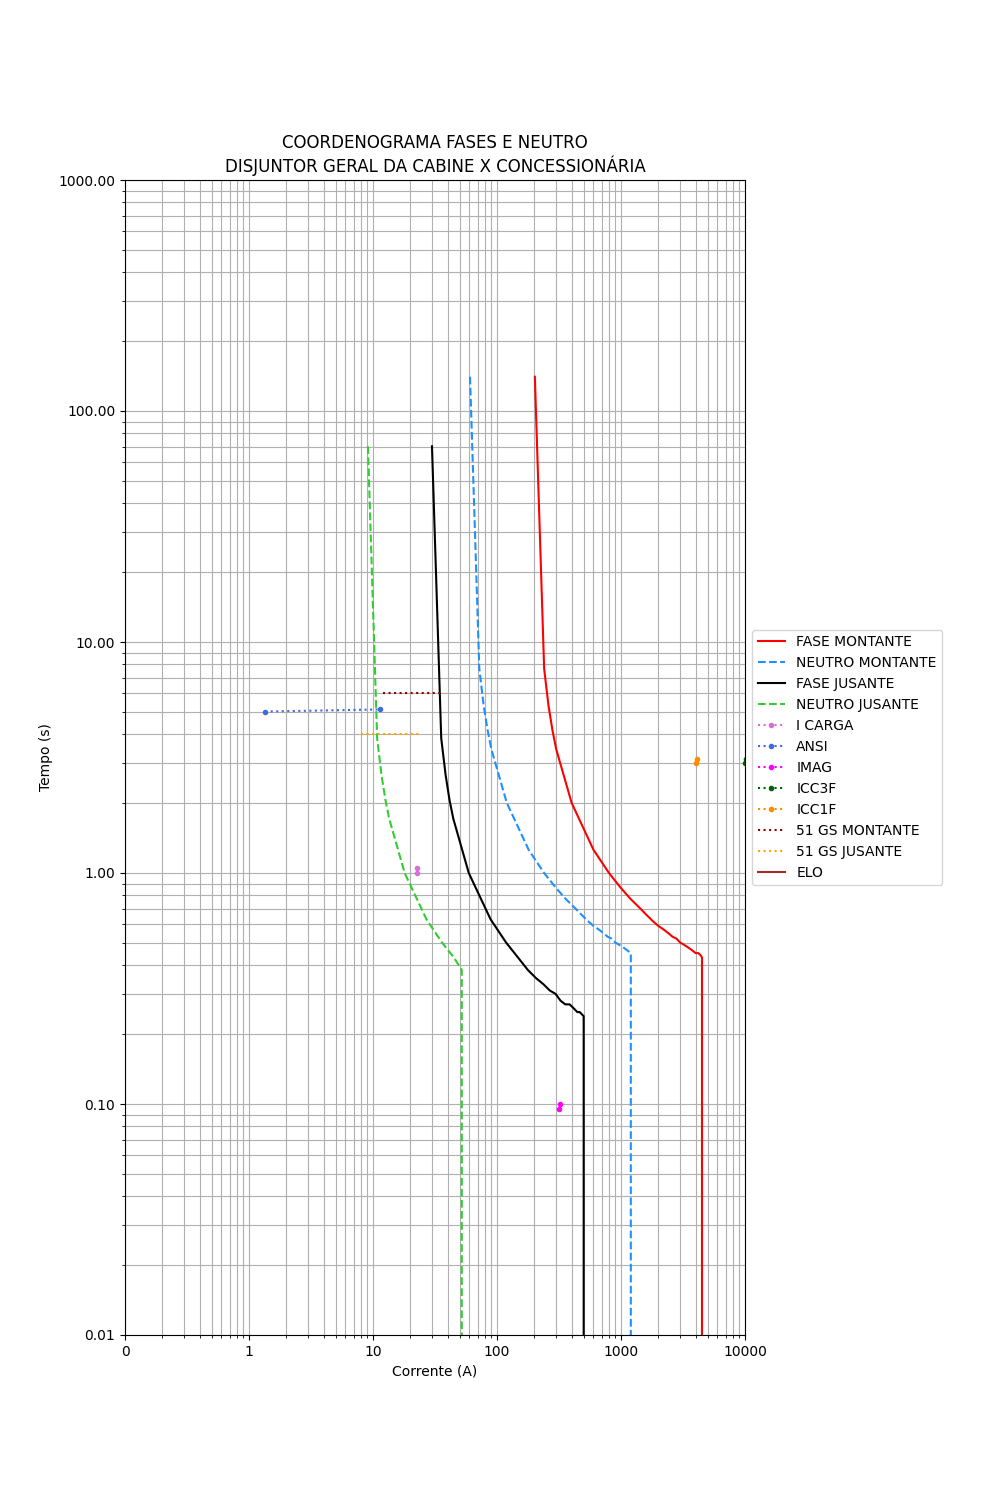 COORDENOGRAMA FASES E NEUTRO
DISJUNTOR GERAL DA CABINE X CONCESSIONÁRIA
1000.00
100.00
10.00
1.00
0.10
0.01
Tempo (s)
0 1 10 100 1000 10000
Corrente (A)
FASE MONTANTE
NEUTRO MONTANTE
FASE JUSANTE
NEUTRO JUSANTE
I CARGA
ANSI
IMAG
ICC3F
ICC1F
51 GS MONTANTE
51 GS JUSANTE
ELO